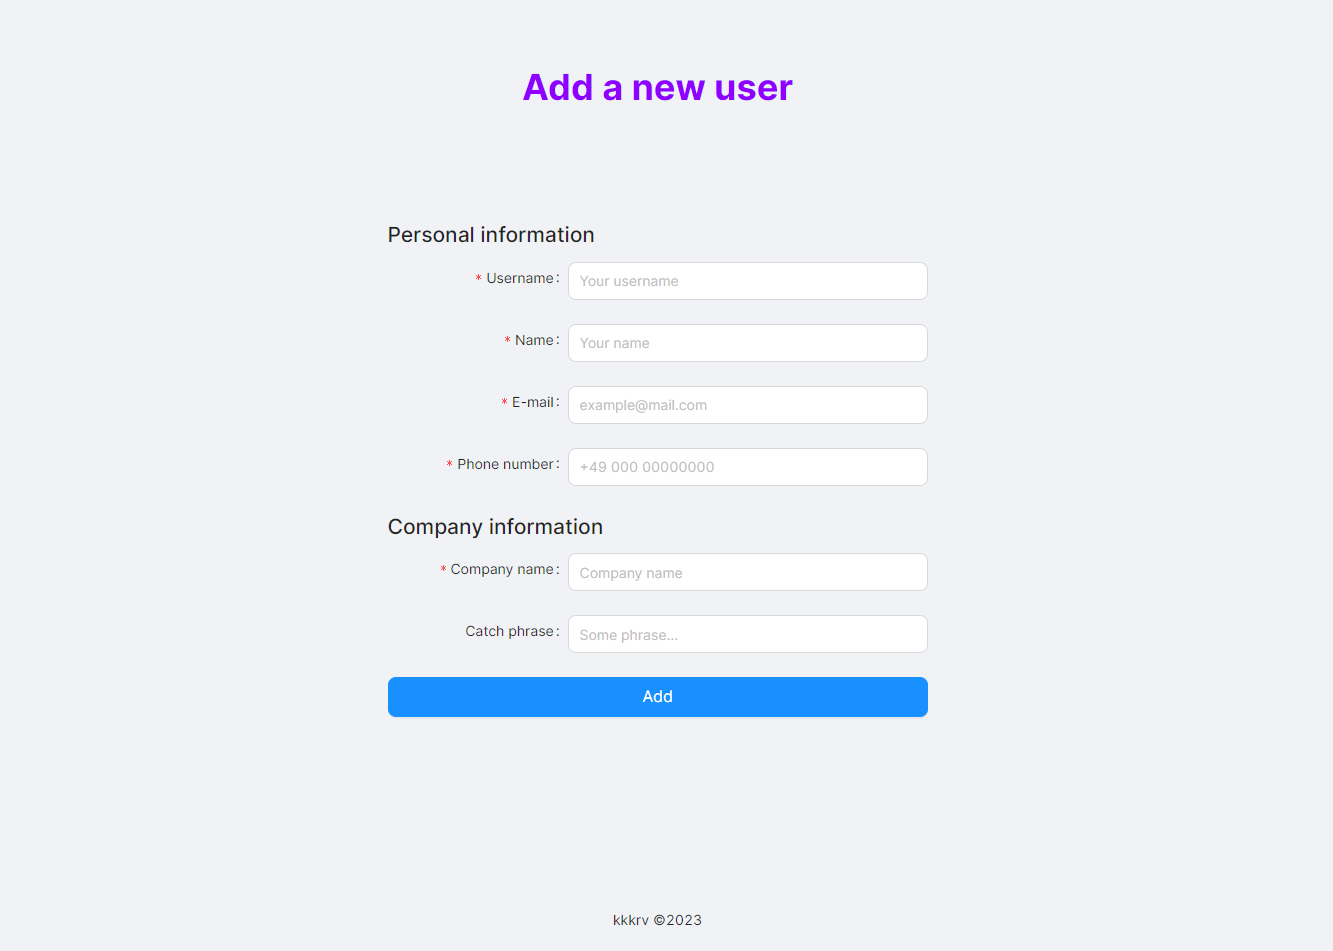 Add a new user
Personal information
* Username: Your username
* Name: Your name
* E-mail: example@mail.com
* Phone number: +49 000 00000000
Company information
* Company name: Company name
Catch phrase: Some phrase...
Add
kkkrv ©2023